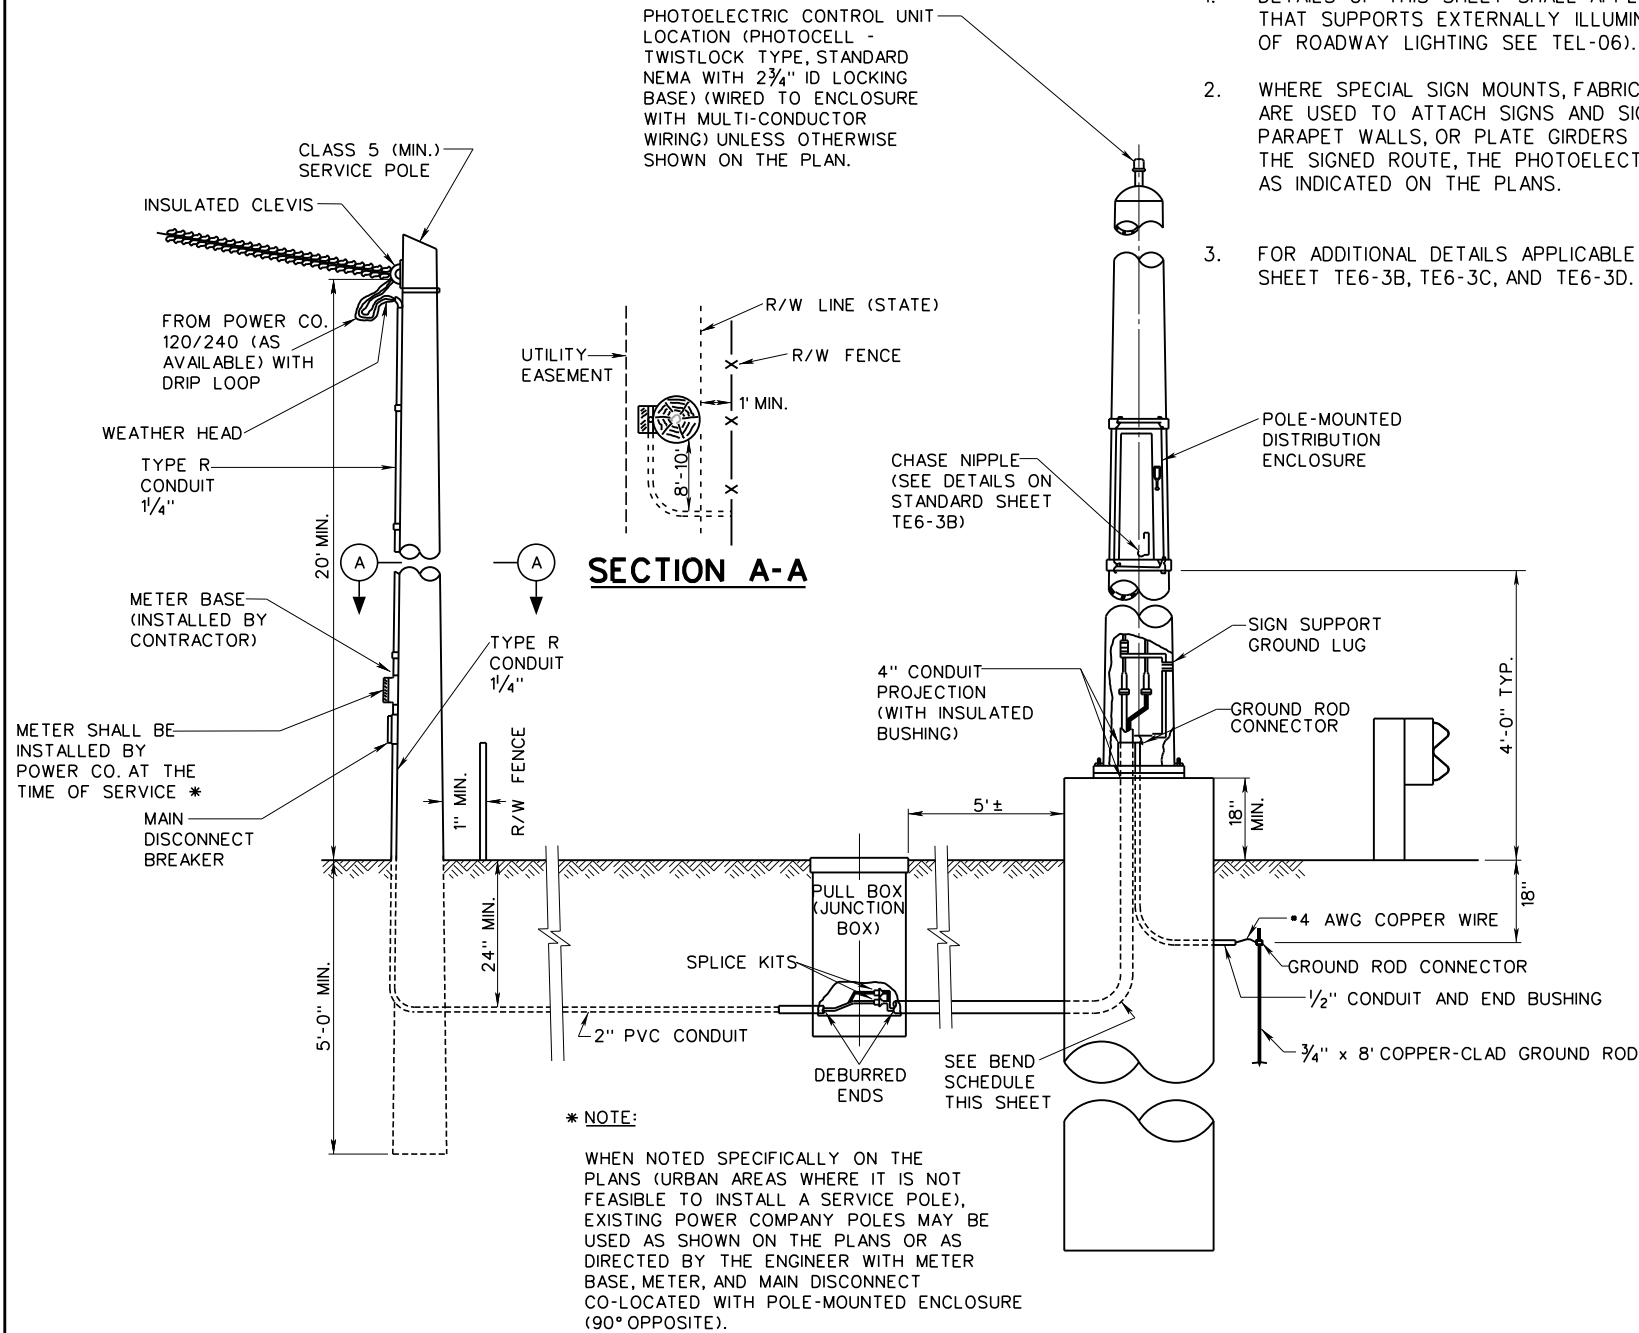 PHOTOELECTRIC CONTROL UNIT
LOCATION (PHOTOCELL -
TWISTLOCK TYPE, STANDARD
NEMA WITH 2¾" ID LOCKING
BASE) (WIRED TO ENCLOSURE
WITH MULTI-CONDUCTOR
WIRING) UNLESS OTHERWISE
SHOWN ON THE PLAN.
THAT SUPPORTS EXTERNALLY
OF ROADWAY LIGHTING SEE TEL-06).
2. WHERE SPECIAL SIGN MOUNTS,
ARE USED TO ATTACH SIGNS AND
PARAPET WALLS, OR PLATE GIRDERS
THE SIGNED ROUTE, THE
AS INDICATED ON THE PLANS.
3. FOR ADDITIONAL DETAILS APPLICABLE
SHEET TE6-3B, TE6-3C, AND TE6-3D.
CLASS 5 (MIN.)
SERVICE POLE
INSULATED CLEVIS
FROM POWER CO.
120/240 (AS
AVAILABLE) WITH
DRIP LOOP
WEATHER HEAD
TYPE R
CONDUIT
1¼"
20' MIN.
A
A
METER BASE
(INSTALLED BY
CONTRACTOR)
TYPE R
CONDUIT
1¼"
METER SHALL BE
INSTALLED BY
POWER CO. AT THE
TIME OF SERVICE *
MAIN
DISCONNECT
BREAKER
1" MIN.
R/W FENCE
R/W LINE (STATE)
UTILITY
EASEMENT
R/W FENCE
1' MIN.
8'-10'
SECTION A-A
CHASE NIPPLE
(SEE DETAILS ON
STANDARD SHEET
TE6-3B)
POLE-MOUNTED
DISTRIBUTION
ENCLOSURE
SIGN SUPPORT
GROUND LUG
4" CONDUIT
PROJECTION
(WITH INSULATED
BUSHING)
GROUND ROD
CONNECTOR
4'-0" TYP.
5'±
18"
MIN.
18"
PULL BOX
(JUNCTION
BOX)
24" MIN.
5'-0" MIN.
SPLICE KITS
2" PVC CONDUIT
DEBURRED
ENDS
SEE BEND
SCHEDULE
THIS SHEET
•4 AWG COPPER WIRE
GROUND ROD CONNECTOR
½" CONDUIT AND END BUSHING
¾" x 8' COPPER-CLAD GROUND ROD
* NOTE:
WHEN NOTED SPECIFICALLY ON THE
PLANS (URBAN AREAS WHERE IT IS NOT
FEASIBLE TO INSTALL A SERVICE POLE),
EXISTING POWER COMPANY POLES MAY BE
USED AS SHOWN ON THE PLANS OR AS
DIRECTED BY THE ENGINEER WITH METER
BASE, METER, AND MAIN DISCONNECT
CO-LOCATED WITH POLE-MOUNTED ENCLOSURE
(90° OPPOSITE).